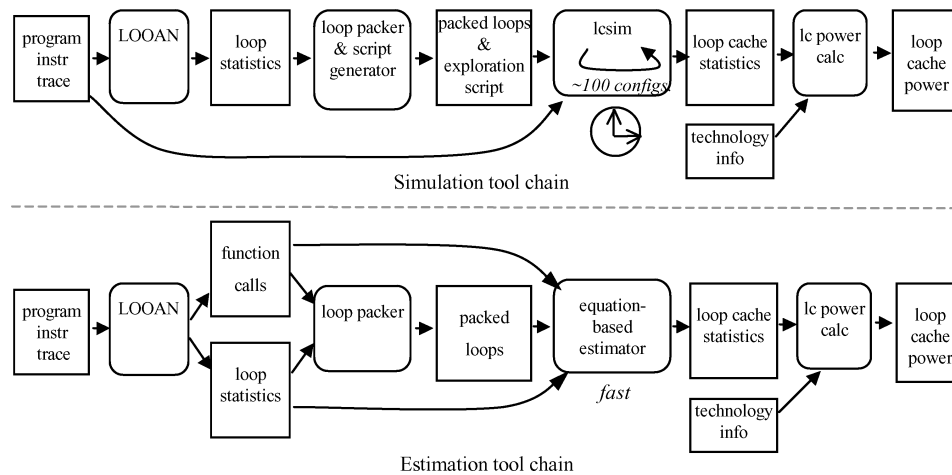 program
instr
trace
LOOAN
loop
statistics
loop packer
& script
generator
packed loops
&
exploration
script
lcsim
~100 configs
loop cache
statistics
lc power
calc
loop
cache
power
technology
info
Simulation tool chain
program
instr
trace
LOOAN
function
calls
loop
statistics
loop packer
packed
loops
equation-
based
estimator
fast
loop cache
statistics
lc power
calc
loop
cache
power
technology
info
Estimation tool chain